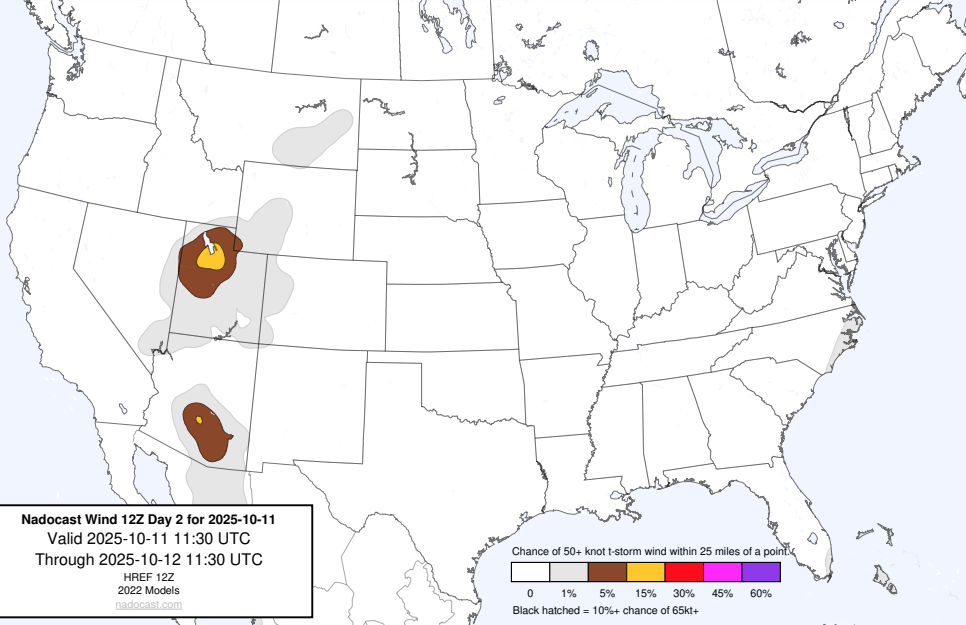 Nadocast Wind 12Z Day 2 for 2025-10-11
Valid 2025-10-11 11:30 UTC
Through 2025-10-12 11:30 UTC
HREF 12Z
2022 Models
nadocast.com
Chance of 50+ knot t-storm wind within 25 miles of a point.
0 1% 5% 15% 30% 45% 60%
Black hatched = 10%+ chance of 65kt+